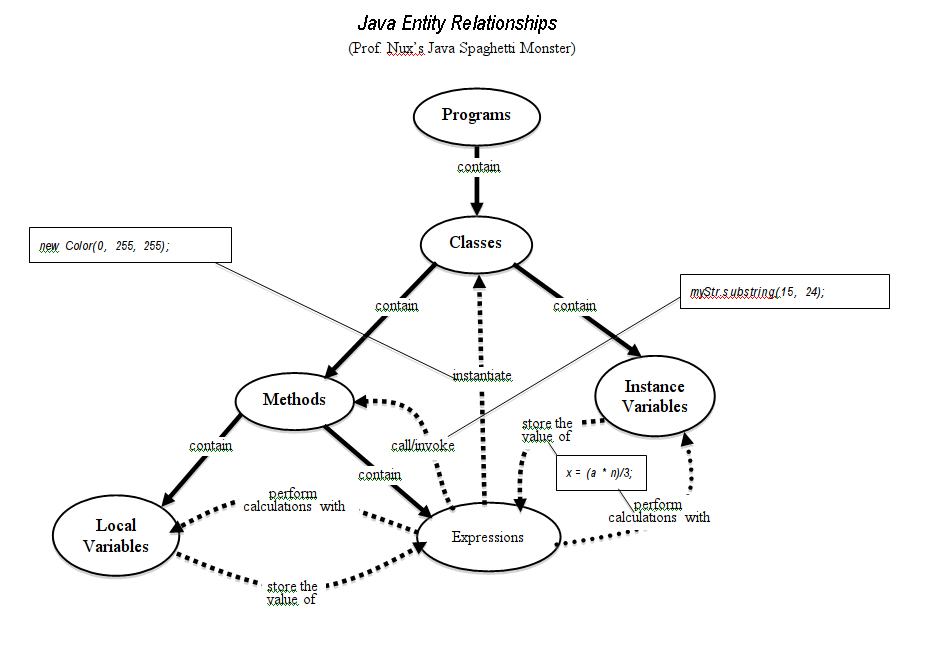 Java Entity Relationships
(Prof. Nux's Java Spaghetti Monster)
Programs
contain
Classes
new Color(0, 255, 255);
myStr.substring(15, 24);
contain
contain
instantiate
Methods
Instance
Variables
store the
value of
call/invoke
contain
contain
x = (a * n)/3;
perform
calculations with
perform
calculations with
Local
Variables
Expressions
store the
value of